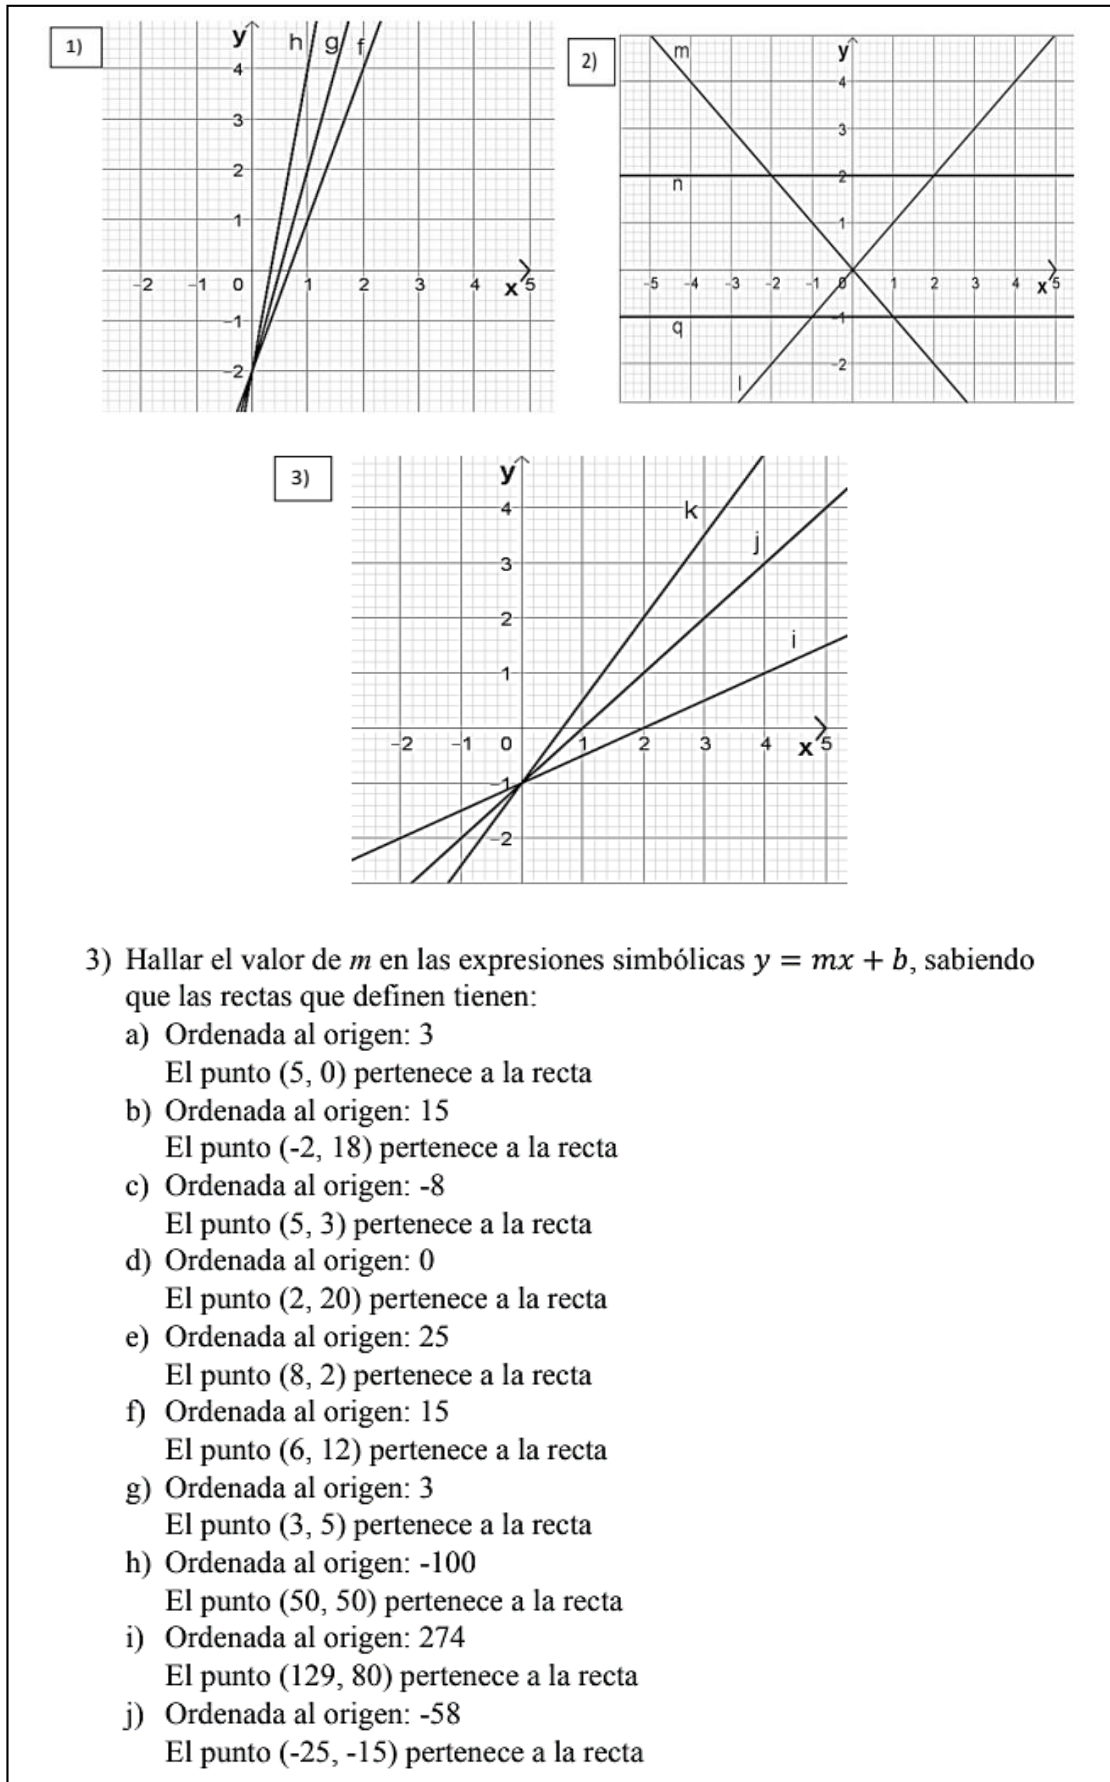 1)
y
h
g
f
4
3
2
1
-2
-1
0
1
2
3
4
x
5
-1
-2
2)
m
y
4
3
n
2
1
-5
-4
-3
-2
-1
0
1
2
3
4
x
5
q
-1
-2
l
3)
y
k
4
j
3
2
i
1
-2
-1
0
1
2
3
4
x
5
-1
-2
3) Hallar el valor de m en las expresiones simbólicas y = mx + b, sabiendo
que las rectas que definen tienen:
a) Ordenada al origen: 3
El punto (5, 0) pertenece a la recta
b) Ordenada al origen: 15
El punto (-2, 18) pertenece a la recta
c) Ordenada al origen: -8
El punto (5, 3) pertenece a la recta
d) Ordenada al origen: 0
El punto (2, 20) pertenece a la recta
e) Ordenada al origen: 25
El punto (8, 2) pertenece a la recta
f) Ordenada al origen: 15
El punto (6, 12) pertenece a la recta
g) Ordenada al origen: 3
El punto (3, 5) pertenece a la recta
h) Ordenada al origen: -100
El punto (50, 50) pertenece a la recta
i) Ordenada al origen: 274
El punto (129, 80) pertenece a la recta
j) Ordenada al origen: -58
El punto (-25, -15) pertenece a la recta